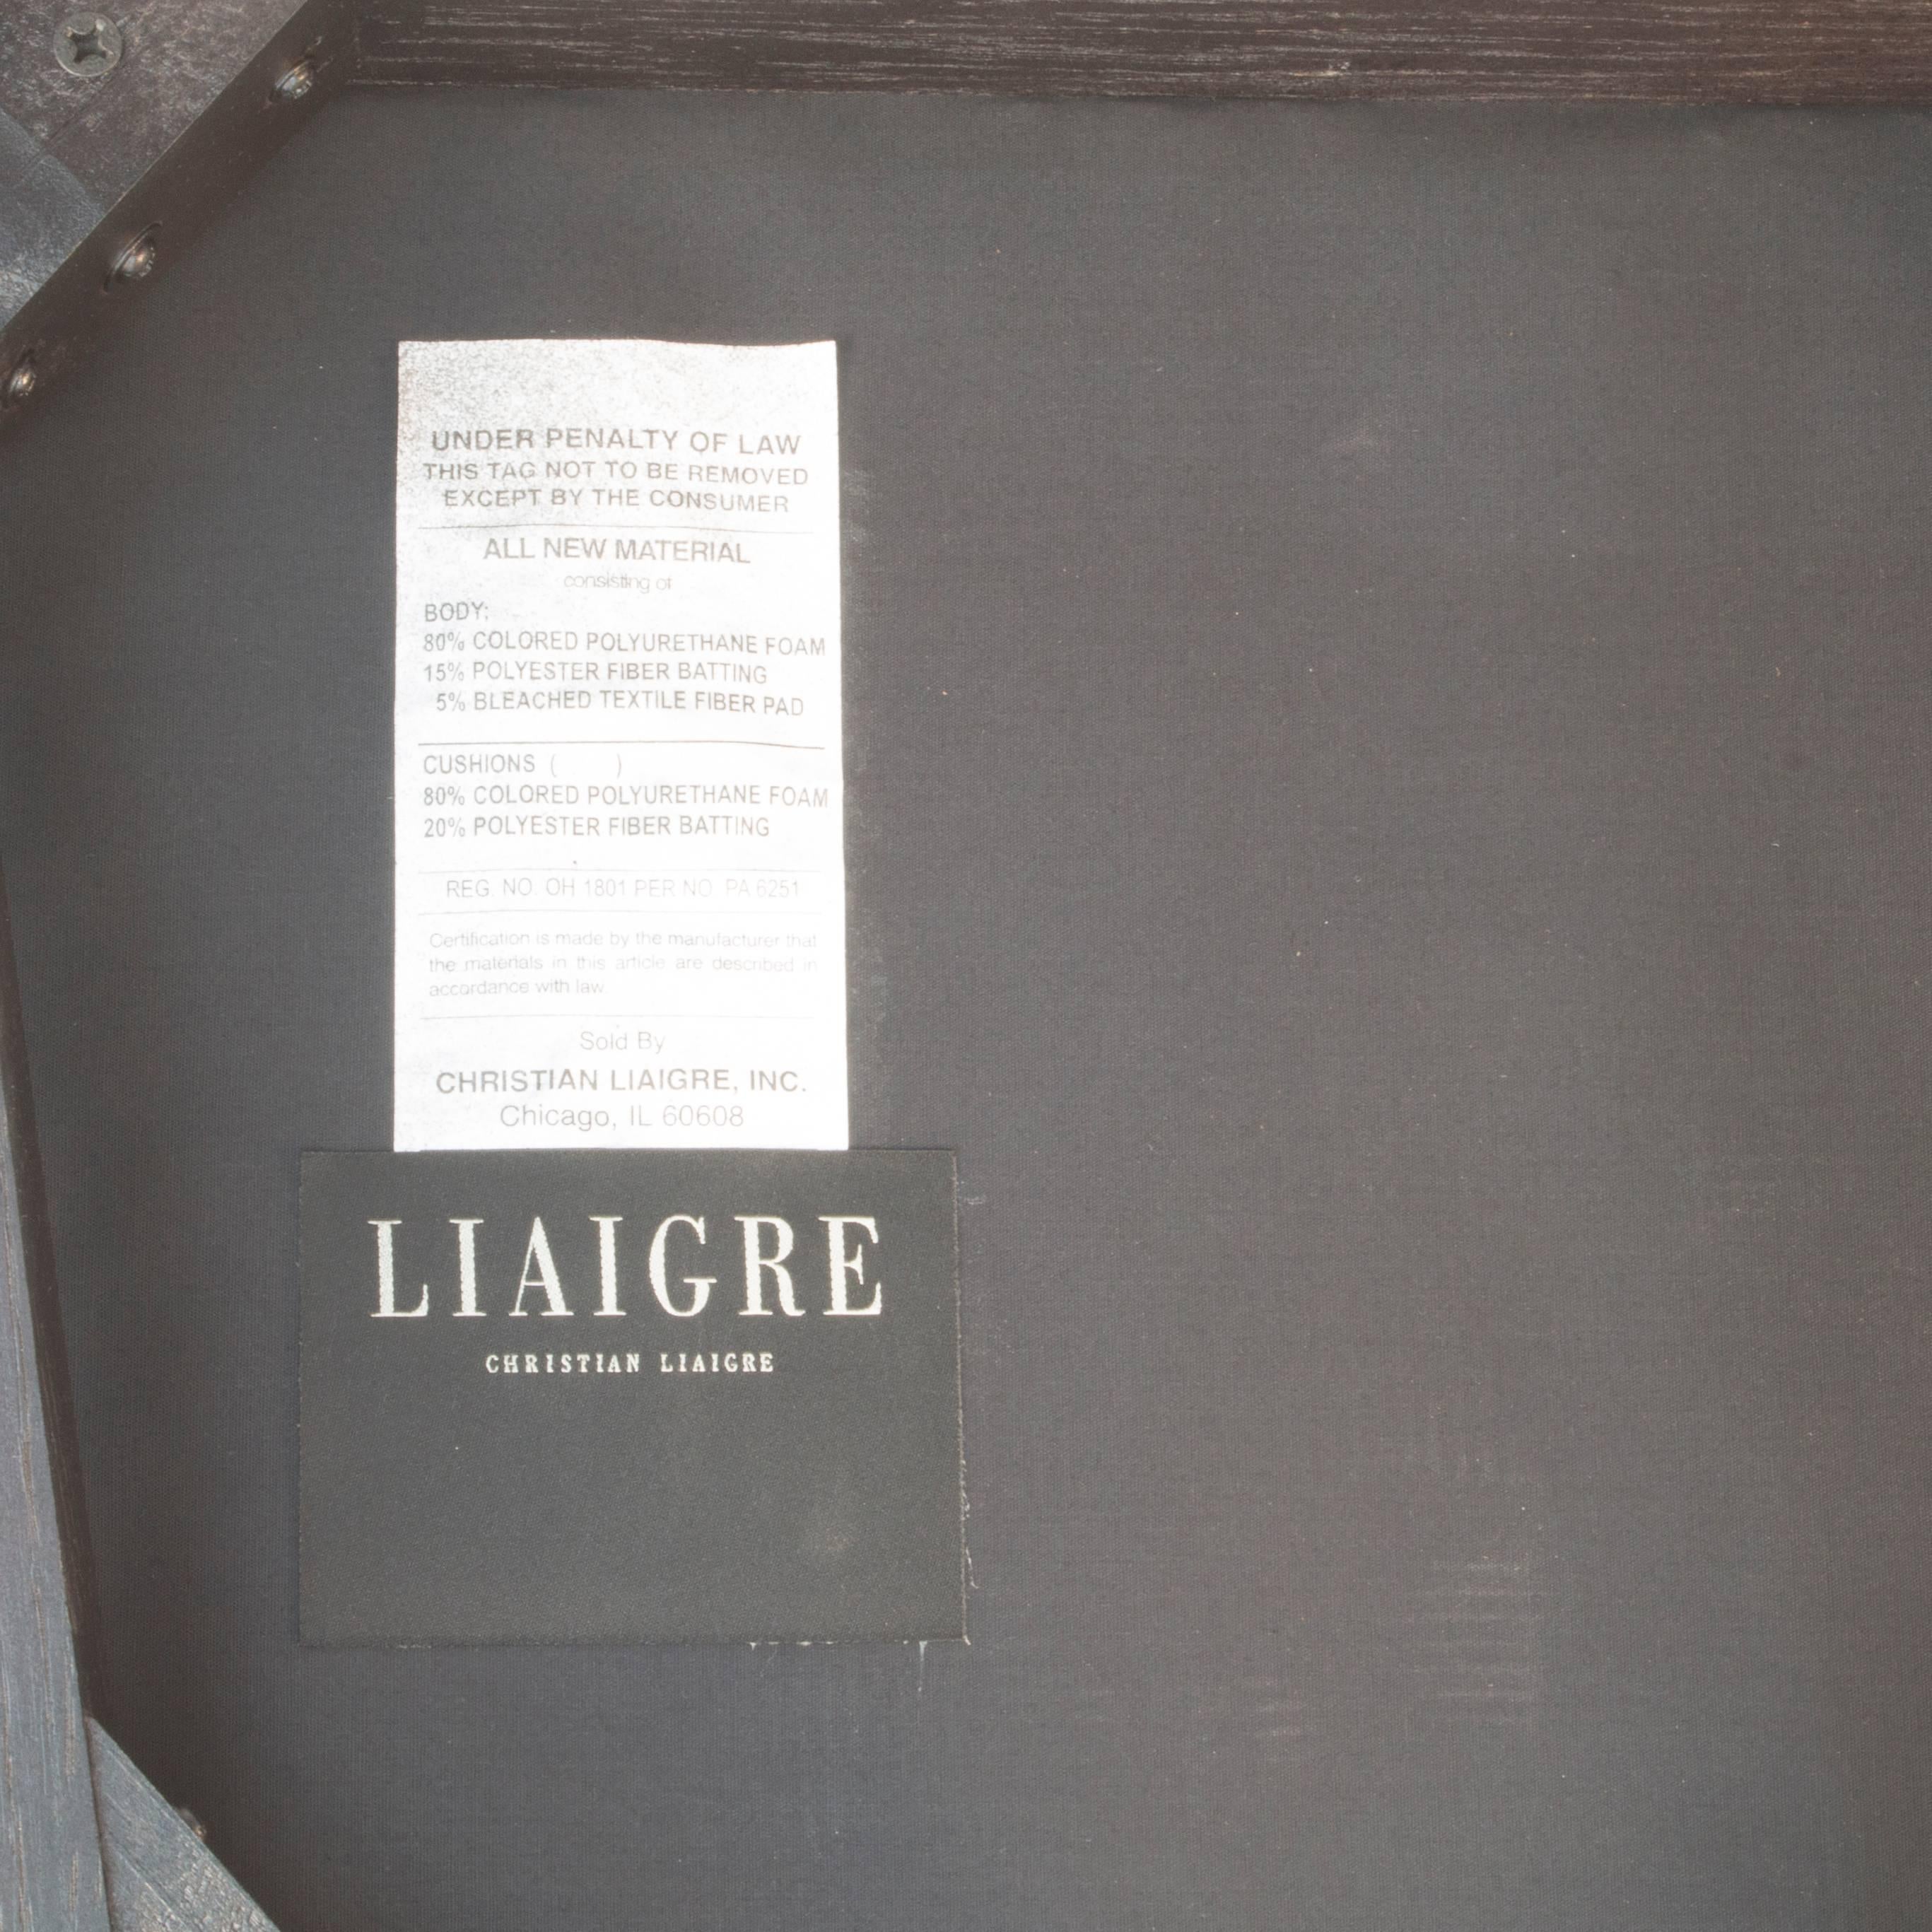 UNDER PENALTY OF LAW
THIS TAG NOT TO BE REMOVED
EXCEPT BY THE CONSUMER
ALL NEW MATERIAL
consisting of
BODY:
80% COLORED POLYURETHANE FOAM
15% POLYESTER FIBER BATTING
5% BLEACHED TEXTILE FIBER PAD
CUSHIONS (      )
80% COLORED POLYURETHANE FOAM
20% POLYESTER FIBER BATTING
REG. NO. OH 1801 PER NO. PA 6251
Certification is made by the manufacturer that
the materials in this article are described in
accordance with law.
Sold By
CHRISTIAN LIAIGRE, INC.
Chicago, IL 60608
LIAIGRE
CHRISTIAN LIAIGRE